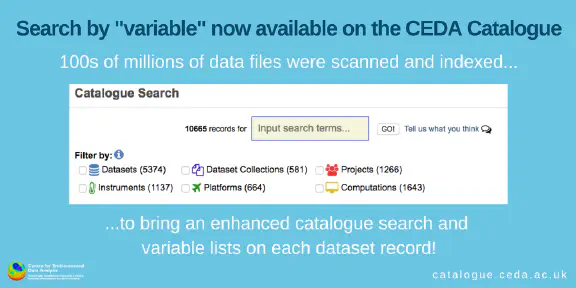 Search by "variable" now available on the CEDA Catalogue
100s of millions of data files were scanned and indexed...
Catalogue Search
10665 records for Input search terms... GO! Tell us what you think
Filter by:
Datasets (5374) Dataset Collections (581) Projects (1266)
Instruments (1137) Platforms (664) Computations (1643)
...to bring an enhanced catalogue search and
variable lists on each dataset record!
Centre for Environmental
Data Analysis
catalogue.ceda.ac.uk